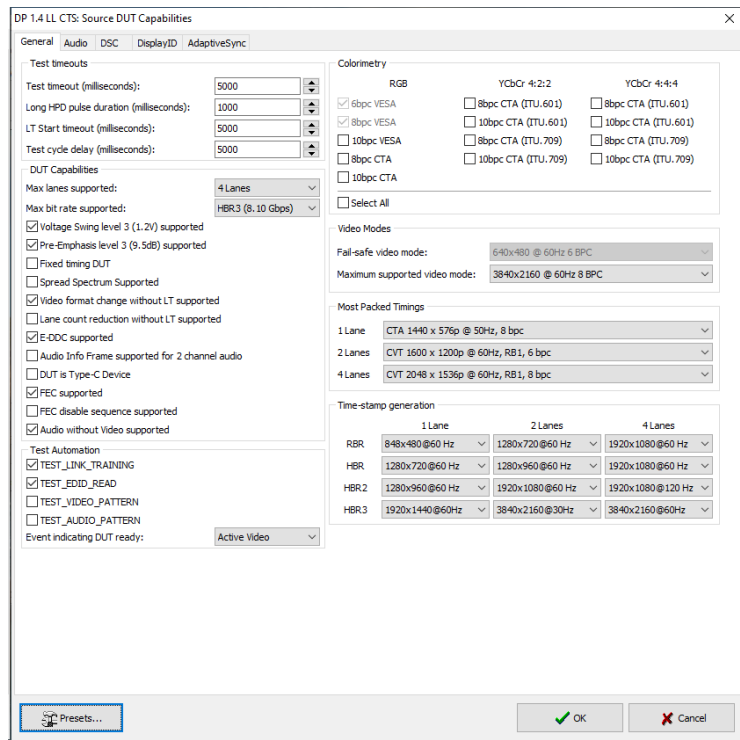 DP 1.4 LL CTS: Source DUT Capabilities
General Audio DSC DisplayID AdaptiveSync
Test timeouts
Test timeout (milliseconds): 5000
Long HPD pulse duration (milliseconds): 1000
LT Start timeout (milliseconds): 5000
Test cycle delay (milliseconds): 5000
DUT Capabilities
Max lanes supported: 4 Lanes
Max bit rate supported: HBR3 (8.10 Gbps)
Voltage Swing level 3 (1.2V) supported
Pre-Emphasis level 3 (9.5dB) supported
Fixed timing DUT
Spread Spectrum Supported
Video format change without LT supported
Lane count reduction without LT supported
E-DDC supported
Audio Info Frame supported for 2 channel audio
DUT is Type-C Device
FEC supported
FEC disable sequence supported
Audio without Video supported
Test Automation
TEST_LINK_TRAINING
TEST_EDID_READ
TEST_VIDEO_PATTERN
TEST_AUDIO_PATTERN
Event indicating DUT ready: Active Video
Colorimetry
RGB YCbCr 4:2:2 YCbCr 4:4:4
6bpc VESA 8bpc CTA (ITU.601) 8bpc CTA (ITU.601)
8bpc VESA 10bpc CTA (ITU.601) 10bpc CTA (ITU.601)
10bpc VESA 8bpc CTA (ITU.709) 8bpc CTA (ITU.709)
8bpc CTA 10bpc CTA (ITU.709) 10bpc CTA (ITU.709)
10bpc CTA
Select All
Video Modes
Fail-safe video mode: 640x480 @ 60Hz 6 BPC
Maximum supported video mode: 3840x2160 @ 60Hz 8 BPC
Most Packed Timings
1 Lane CTA 1440 x 576p @ 50Hz, 8 bpc
2 Lanes CVT 1600 x 1200p @ 60Hz, RB1, 6 bpc
4 Lanes CVT 2048 x 1536p @ 60Hz, RB1, 8 bpc
Time-stamp generation
1 Lane 2 Lanes 4 Lanes
RBR 848x480@60 Hz 1280x720@60 Hz 1920x1080@60 Hz
HBR 1280x720@60 Hz 1280x960@60 Hz 1920x1080@60 Hz
HBR2 1280x960@60 Hz 1920x1080@60 Hz 1920x1080@120 Hz
HBR3 1920x1440@60Hz 3840x2160@30Hz 3840x2160@60Hz
Presets... OK Cancel